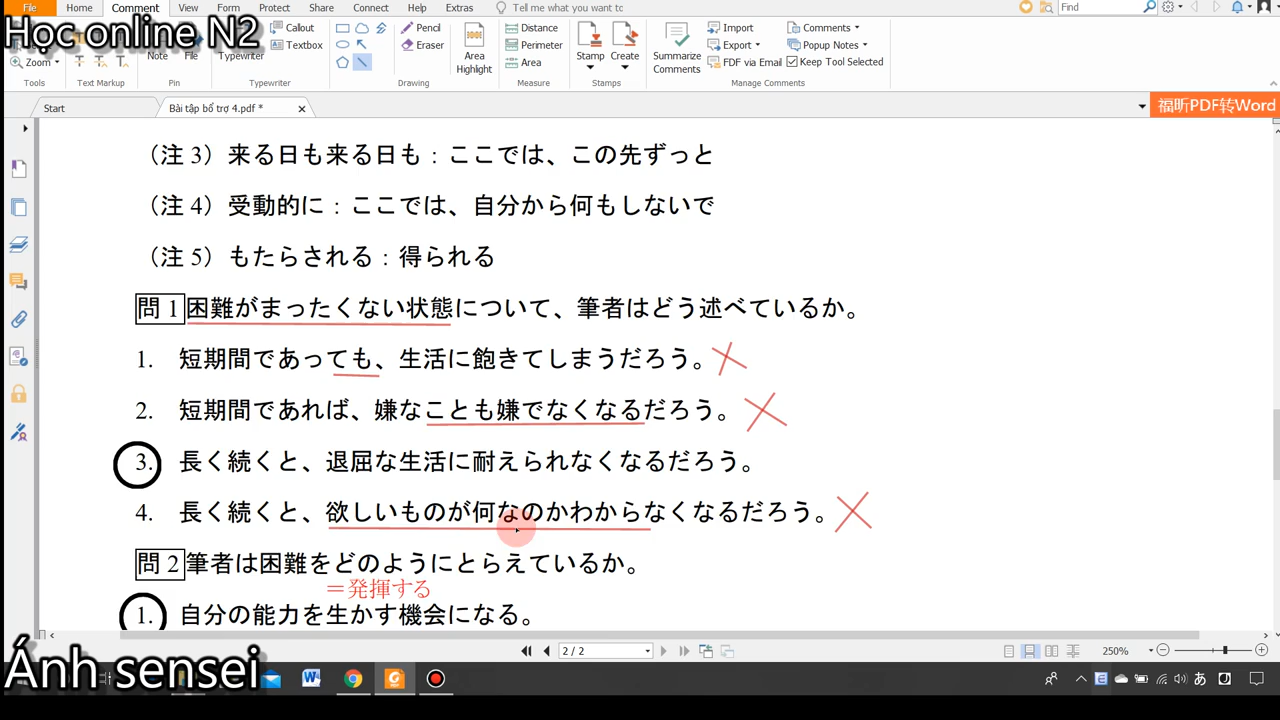 File Home Comment View Form Protect Share Connect Help Extras Tell me what you want tc Find
Học online N2
Zoom Note File Typewriter Callout Textbox Pencil Eraser Area Highlight Distance Perimeter Area Stamp Create Summarize Comments Import Export FDF via Email Comments Popup Notes Keep Tool Selected
Tools Text Markup Pin Typewriter Drawing Measure Stamps Manage Comments
Start Bài tập bổ trợ 4.pdf * 福昕PDF转Word
（注 3）来る日も来る日も：ここでは、この先ずっと
（注 4）受動的に：ここでは、自分から何もしないで
（注 5）もたらされる：得られる
問 1 困難がまったくない状態について、筆者はどう述べているか。
1. 短期間であっても、生活に飽きてしまうだろう。
2. 短期間であれば、嫌なことも嫌でなくなるだろう。
3. 長く続くと、退屈な生活に耐えられなくなるだろう。
4. 長く続くと、欲しいものが何なのかわからなくなるだろう。
問 2 筆者は困難をどのようにとらえているか。
＝発揮する
1. 自分の能力を生かす機会になる。
2 / 2 250%
Ánh sensei
あ